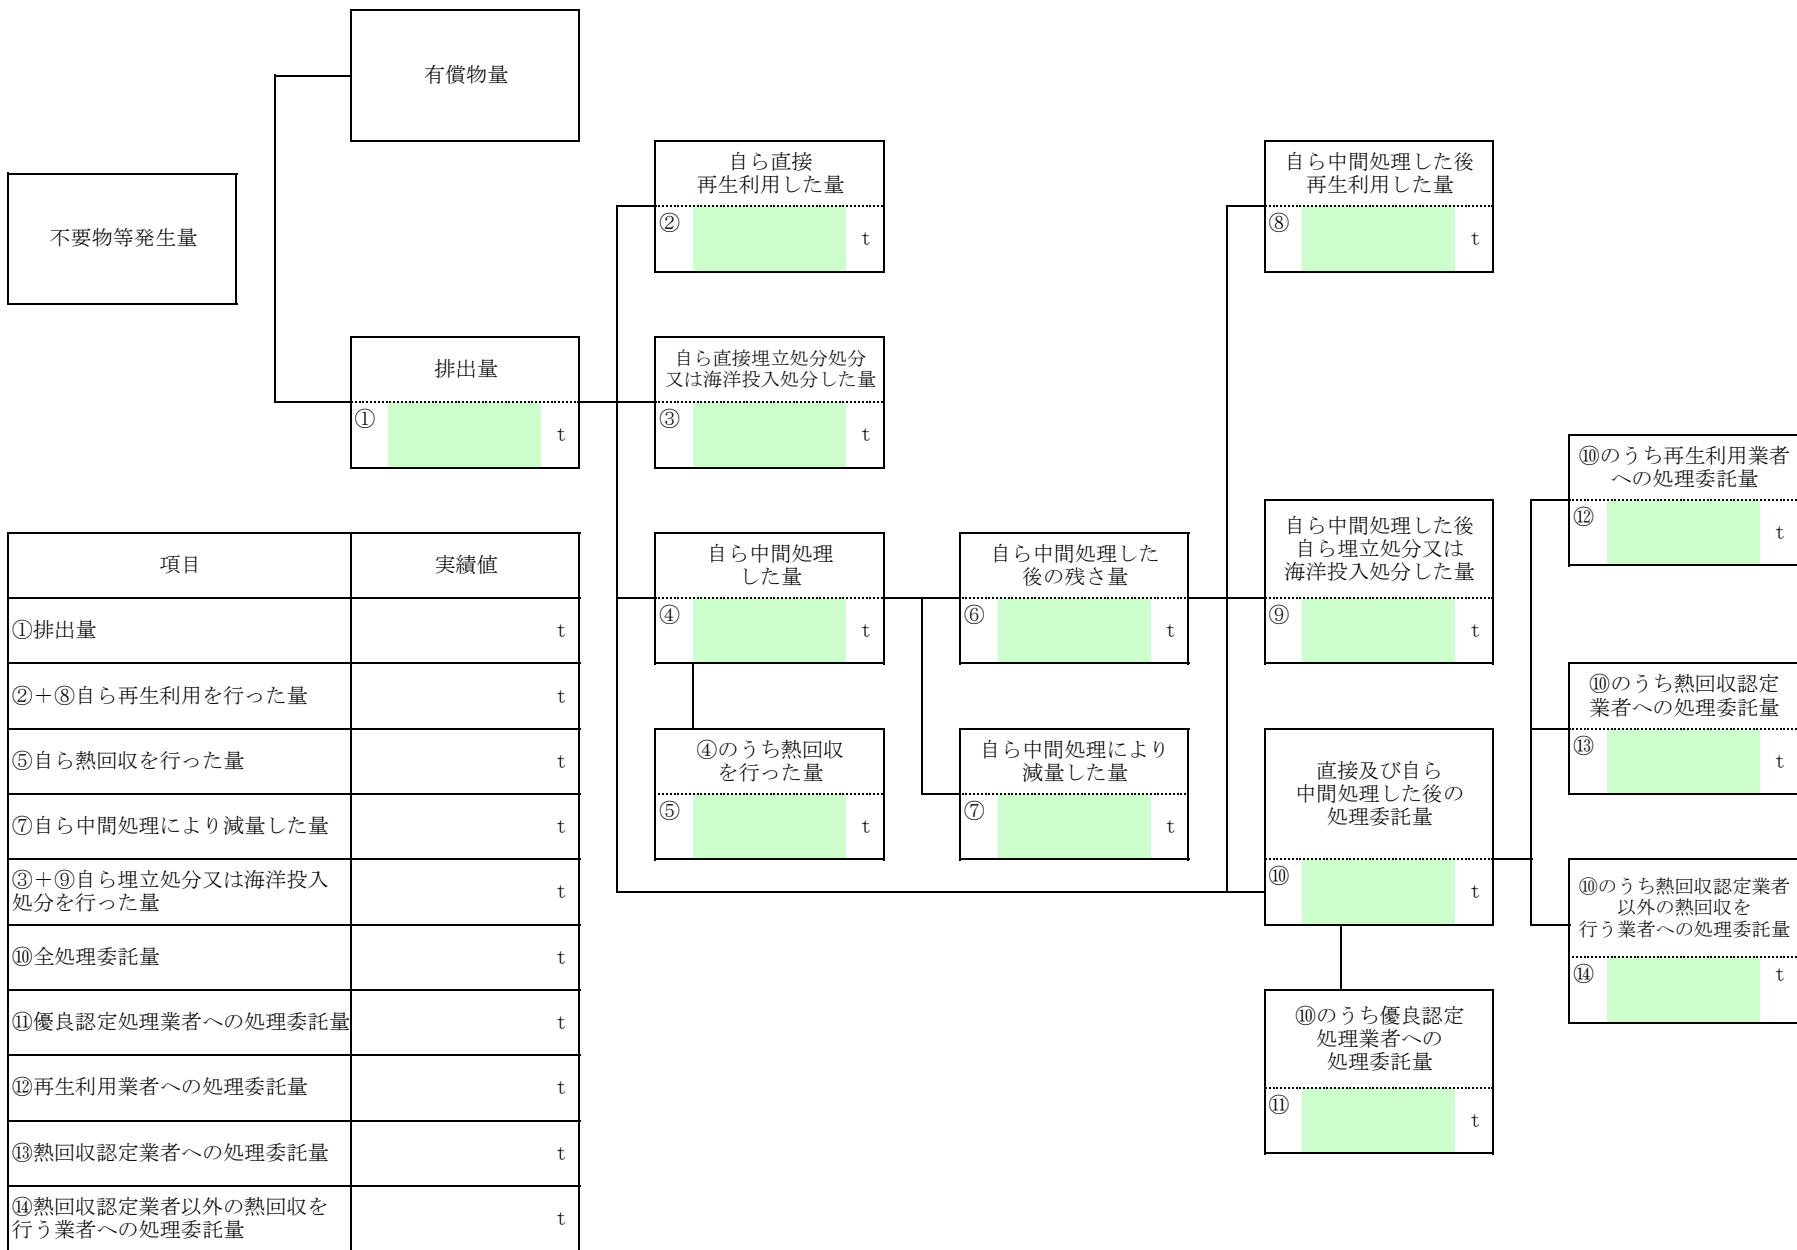 有償物量
不要物等発生量
自ら直接
再生利用した量
②
t
自ら中間処理した後
再生利用した量
⑧
t
排出量
①
t
自ら直接埋立処分処分
又は海洋投入処分した量
③
t
⑩のうち再生利用業者
への処理委託量
⑫
t
自ら中間処理
した量
④
t
自ら中間処理した
後の残さ量
⑥
t
自ら中間処理した後
自ら埋立処分又は
海洋投入処分した量
⑨
t
⑩のうち熱回収認定
業者への処理委託量
⑬
t
④のうち熱回収
を行った量
⑤
t
自ら中間処理により
減量した量
⑦
t
直接及び自ら
中間処理した後の
処理委託量
⑩
t
⑩のうち熱回収認定業者
以外の熱回収を
行う業者への処理委託量
⑭
t
⑩のうち優良認定
処理業者への
処理委託量
⑪
t
項目 実績値
①排出量 t
②+⑧自ら再生利用を行った量 t
⑤自ら熱回収を行った量 t
⑦自ら中間処理により減量した量 t
③+⑨自ら埋立処分又は海洋投入
処分を行った量 t
⑩全処理委託量 t
⑪優良認定処理業者への処理委託量 t
⑫再生利用業者への処理委託量 t
⑬熱回収認定業者への処理委託量 t
⑭熱回収認定業者以外の熱回収を
行う業者への処理委託量 t